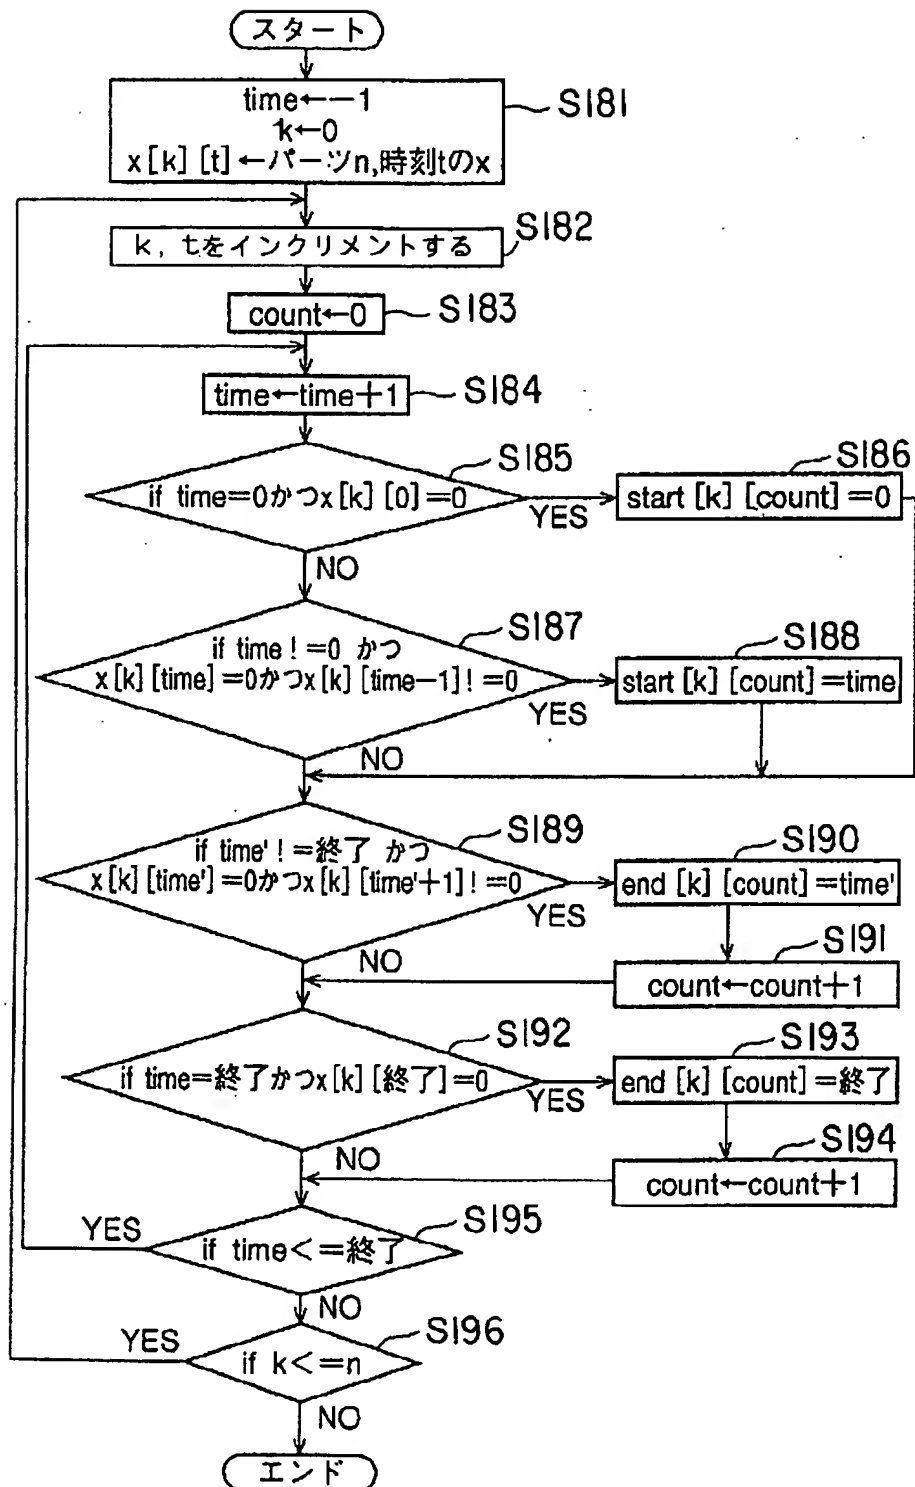 スタート
time←−1
k←0
x[k][t]←パーツn,時刻tのx
S181
k, tをインクリメントする
S182
count←0
S183
time←time+1
S184
if time=0かつx[k][0]=0
S185
YES
start[k][count]=0
S186
NO
if time!=0 かつ
x[k][time]=0かつx[k][time−1]!=0
S187
YES
start[k][count]=time
S188
NO
if time'!=終了 かつ
x[k][time']=0かつx[k][time'+1]!=0
S189
YES
end[k][count]=time'
S190
NO
count←count+1
S191
if time=終了かつx[k][終了]=0
S192
YES
end[k][count]=終了
S193
NO
count←count+1
S194
YES
if time<=終了
S195
NO
YES
if k<=n
S196
NO
エンド